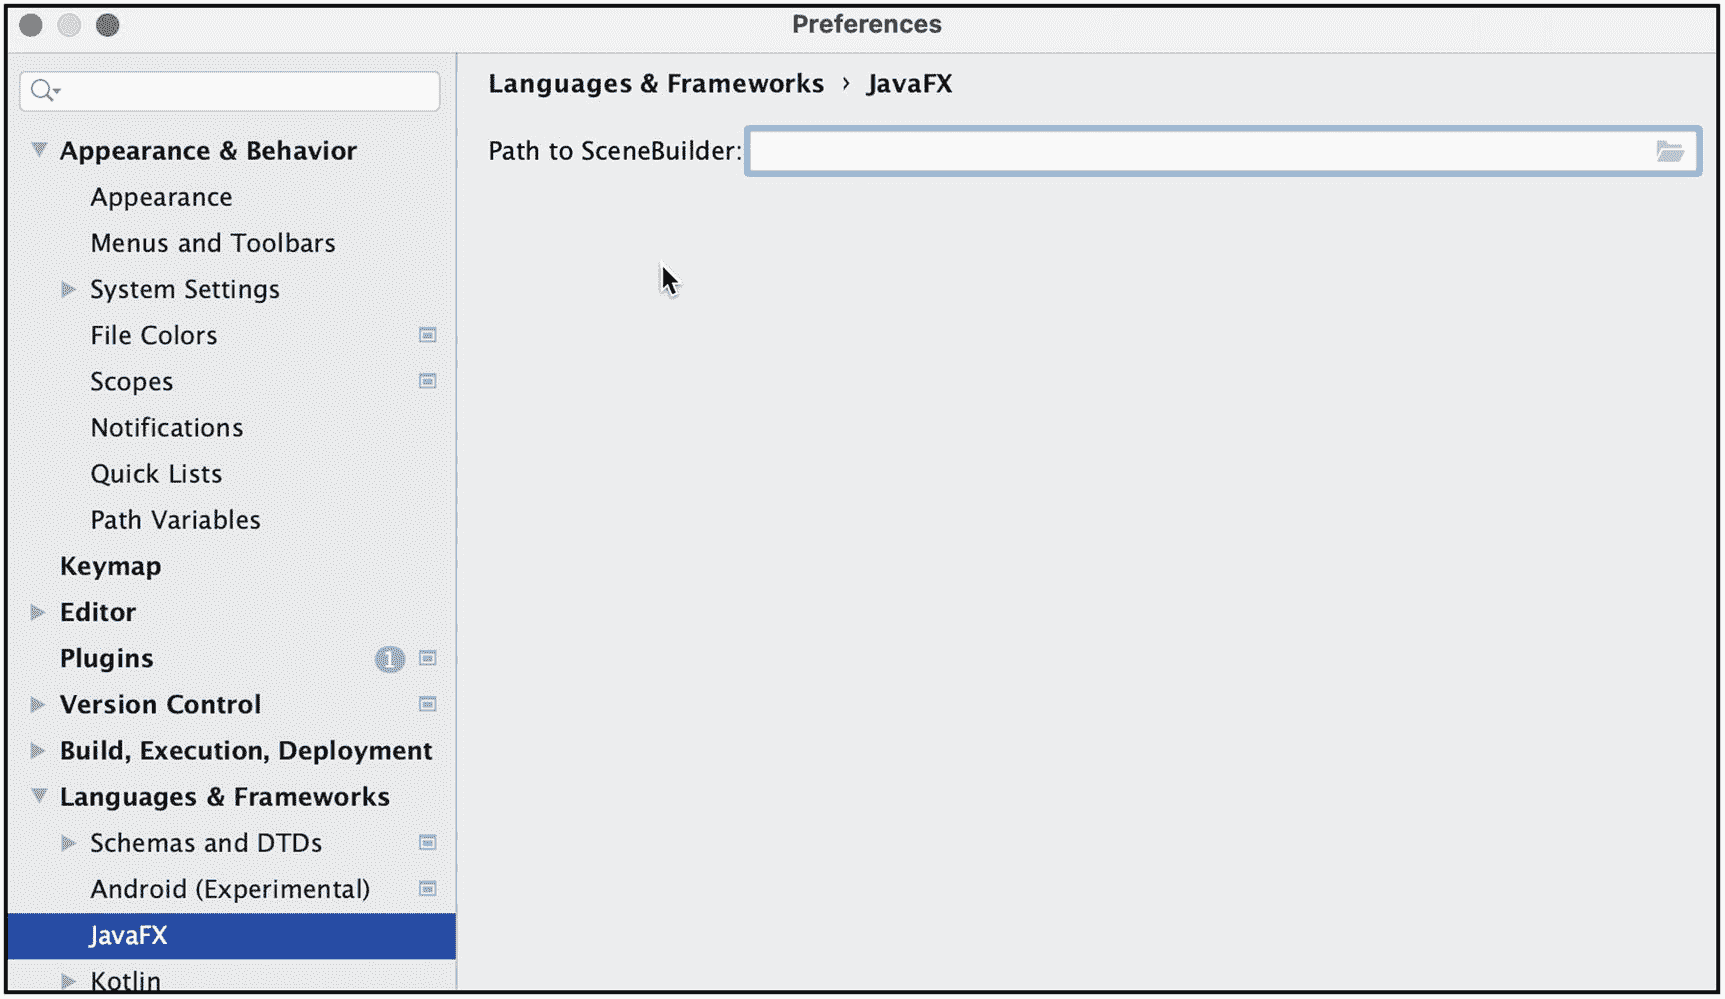 Preferences
Languages & Frameworks › JavaFX
Path to SceneBuilder:
Appearance & Behavior
Appearance
Menus and Toolbars
System Settings
File Colors
Scopes
Notifications
Quick Lists
Path Variables
Keymap
Editor
Plugins 1
Version Control
Build, Execution, Deployment
Languages & Frameworks
Schemas and DTDs
Android (Experimental)
JavaFX
Kotlin